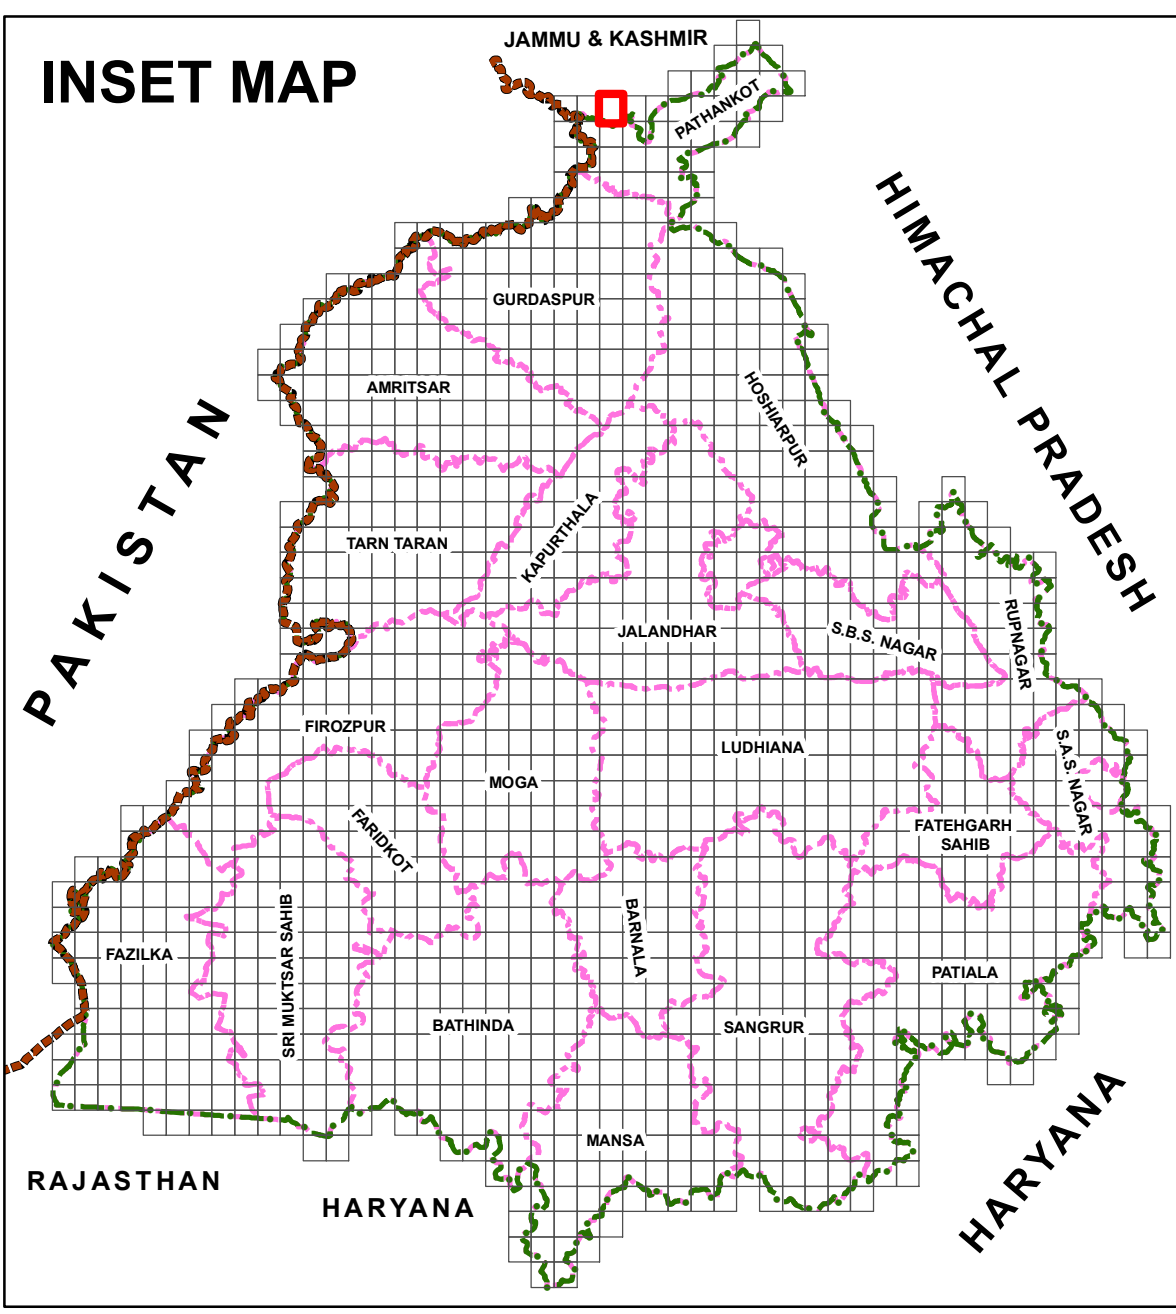 JAMMU & KASHMIR
INSET MAP
PATHANKOT
HIMACHAL PRADESH
GURDASPUR
AMRITSAR
HOSHIARPUR
PAKISTAN
KAPURTHALA
TARN TARAN
JALANDHAR
S.B.S. NAGAR
RUPNAGAR
FIROZPUR
LUDHIANA
S.A.S. NAGAR
MOGA
FARIDKOT
FATEHGARH
SAHIB
BARNALA
SRI MUKTSAR SAHIB
FAZILKA
PATIALA
BATHINDA
SANGRUR
MANSA
RAJASTHAN
HARYANA
HARYANA